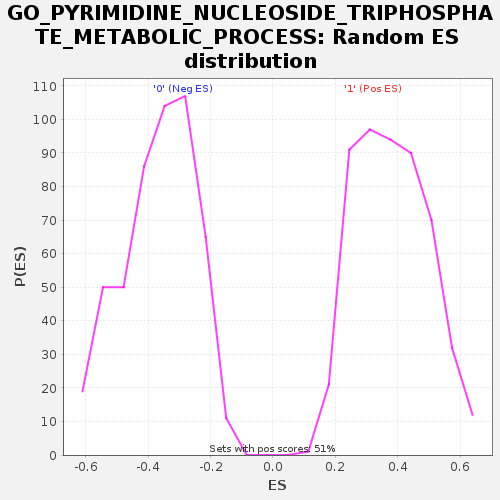 GO_PYRIMIDINE_NUCLEOSIDE_TRIPHOSPHA
TE_METABOLIC_PROCESS: Random ES
distribution
'0' (Neg ES)
'1' (Pos ES)
P(ES)
110
100
90
80
70
60
50
40
30
20
10
0
Sets with pos scores: 51%
-0.6
-0.4
-0.2
0.0
0.2
0.4
0.6
ES